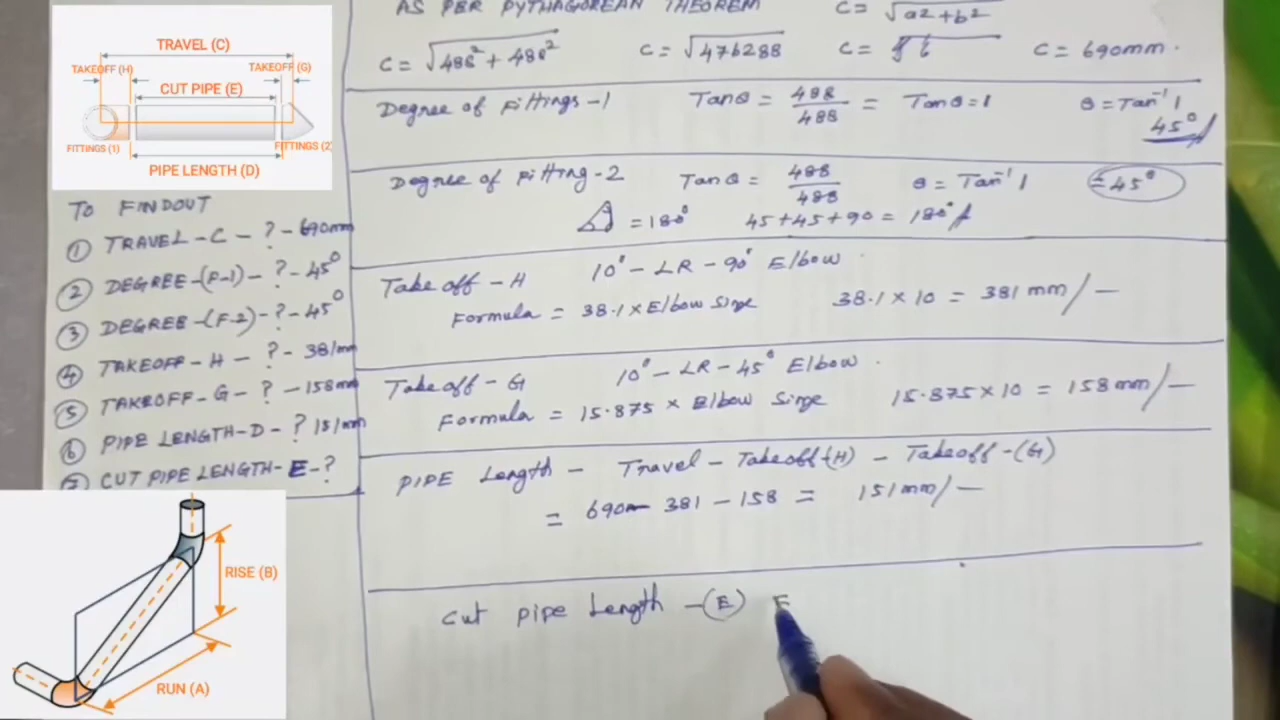 TRAVEL (C)
TAKEOFF (H)
TAKEOFF (G)
CUT PIPE (E)
FITTINGS (1)
FITTINGS (2)
PIPE LENGTH (D)
TO FINDOUT
① TRAVEL - C - ? - 690mm
② DEGREE - (F-1) - ? - 45°
③ DEGREE - (F-2) - ? - 45°
④ TAKEOFF - H - ? - 381mm
⑤ TAKEOFF - G - ? - 158mm
⑥ PIPE LENGTH - D - ? 151mm
⑦ CUT PIPE LENGTH - E - ?
RISE (B)
RUN (A)
AS PER PYTHAGOREAN THEOREM C = √a2+b2
C = √488²+488² C = √476288 C = C = 690mm.
Degree of Fittings - 1 Tanθ = 488/488 = Tanθ = 1 θ = Tan⁻¹ 1
45°
Degree of Fitting - 2 Tanθ = 488/488 θ = Tan⁻¹ 1 = 45°
= 180° 45+45+90 = 180°
Take off - H 10° - LR - 90° Elbow
Formula = 38.1 × Elbow Singe 38.1 × 10 = 381 mm/-
Take off - G 10° - LR - 45° Elbow.
Formula = 15.875 × Elbow Singe 15.875 × 10 = 158 mm/-
PIPE Length - Travel - Takeoff-(H) - Takeoff-(G)
= 690 - 381 - 158 = 151 mm/-
Cut pipe Length - (E)